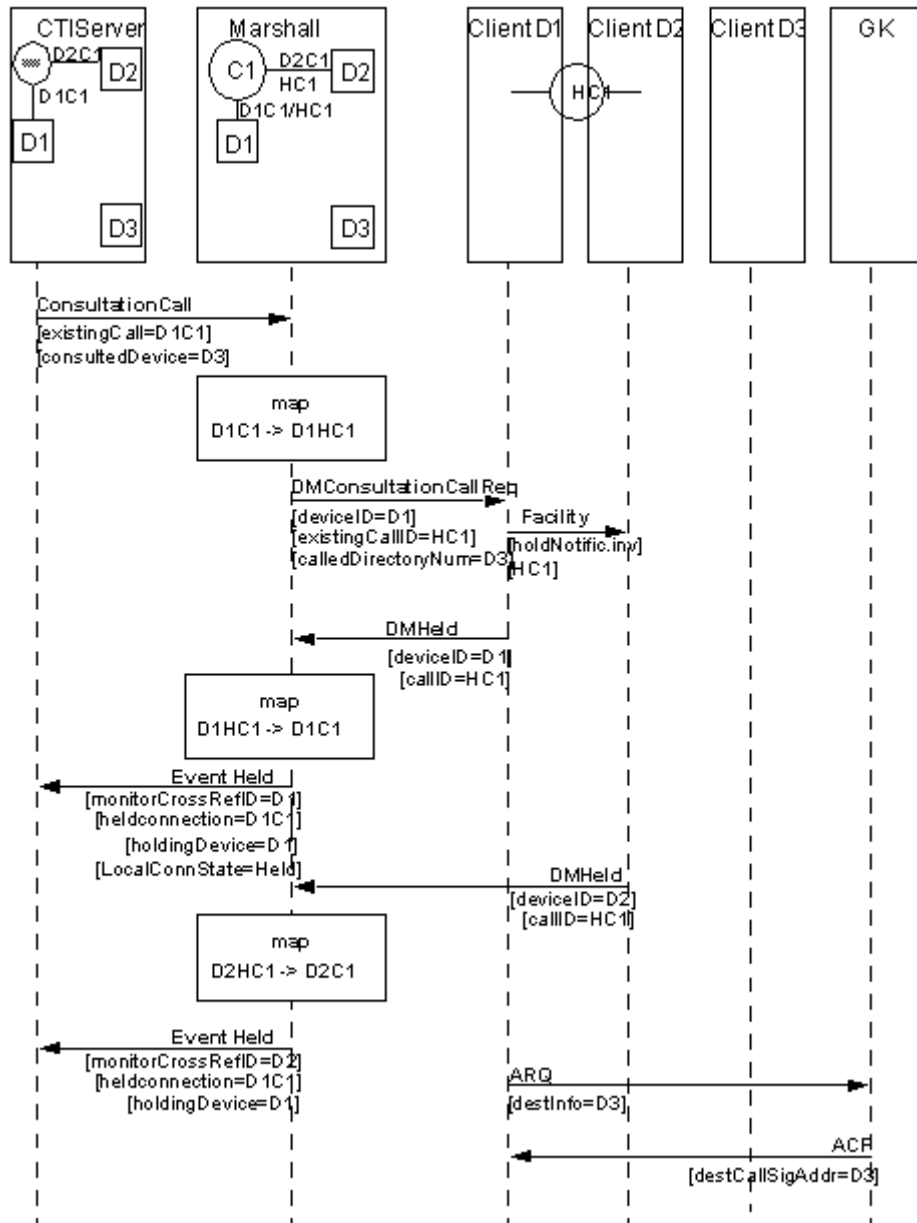 CTIServer
Marshall
Client D1
Client D2
Client D3
GK
D2C1
D2
D1C1
D1
D3
C1
D2C1
HC1
D2
D1C1/HC1
D1
D3
HC1
ConsultationCall
[existingCall=D1C1]
[consultedDevice=D3]
map
D1C1 -> D1HC1
DMConsultationCallReq
[deviceID=D1]
[existingCallID=HC1]
[calledDirectoryNum=D3]
Facility
[holdNotific.inv]
[HC1]
DMHeld
[deviceID=D1]
[callID=HC1]
map
D1HC1 -> D1C1
Event Held
[monitorCrossRefID=D1]
[heldconnection=D1C1]
[holdingDevice=D1]
[LocalConnState=Held]
DMHeld
[deviceID=D2]
[callID=HC1]
map
D2HC1 -> D2C1
Event Held
[monitorCrossRefID=D2]
[heldconnection=D1C1]
[holdingDevice=D1]
ARQ
[destInfo=D3]
ACF
[destCallSigAddr=D3]